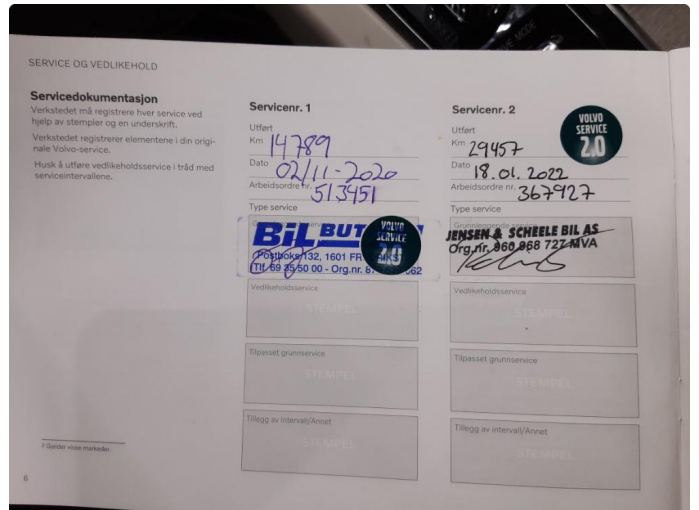 MODE
SERVICE OG VEDLIKEHOLD
Servicedokumentasjon
Verkstedet må registrere hver service ved
hjelp av stempler og en underskrift.
Verkstedet registrerer elementene i din origi-
nale Volvo-service.
Husk å utføre vedlikeholdsservice i tråd med
serviceintervallene.
Servicenr. 1
Utført
Km 14789
Dato 02/11-2020
Arbeidsordre nr. 513451
Type service
BiL BUT
VOLVO
SERVICE
2.0
Postboks 132, 1601 FR
Tlf. 69 35 50 00 - Org.nr.
Vedlikeholdsservice
STEMPEL
Tilpasset grunnservice
STEMPEL
Tillegg av intervall/Annet
STEMPEL
Servicenr. 2
VOLVO
SERVICE
2.0
Utført
Km 29457
Dato 18.01.2022
Arbeidsordre nr. 367927
Type service
Grunnleggende service
JENSEN & SCHEELE BIL AS
Org.nr. 960 968 727 MVA
Vedlikeholdsservice
STEMPEL
Tilpasset grunnservice
STEMPEL
Tillegg av intervall/Annet
STEMPEL
Gjelder visse markeder.
6